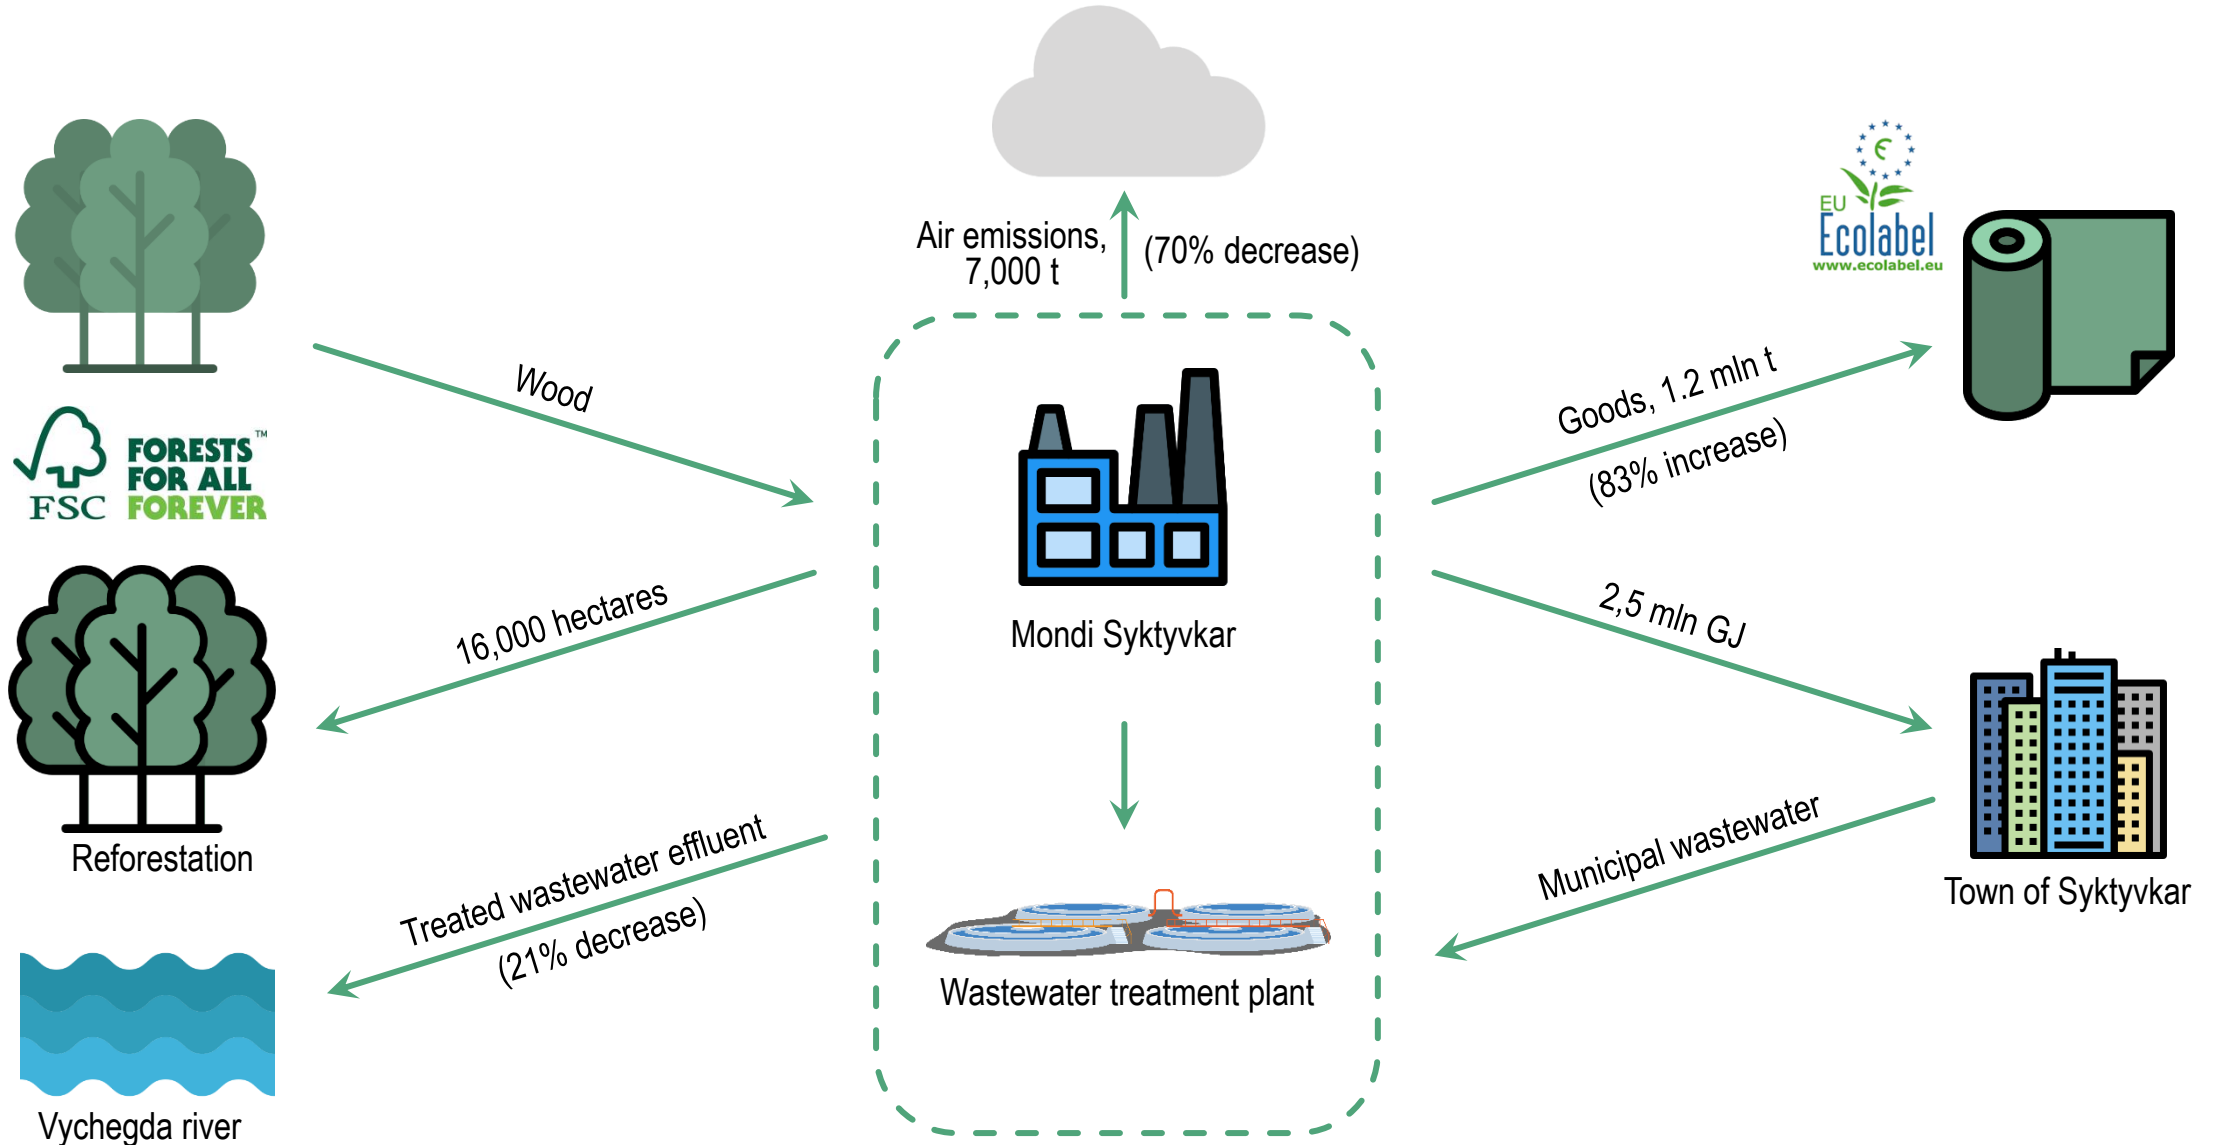 Air emissions,
7,000 t
(70% decrease)
EU
Ecolabel
www.ecolabel.eu
Wood
Goods, 1.2 mln t
(83% increase)
FSC
FORESTS™
FOR ALL
FOREVER
16,000 hectares
Mondi Syktyvkar
2,5 mln GJ
Reforestation
Treated wastewater effluent
(21% decrease)
Municipal wastewater
Town of Syktyvkar
Wastewater treatment plant
Vychegda river